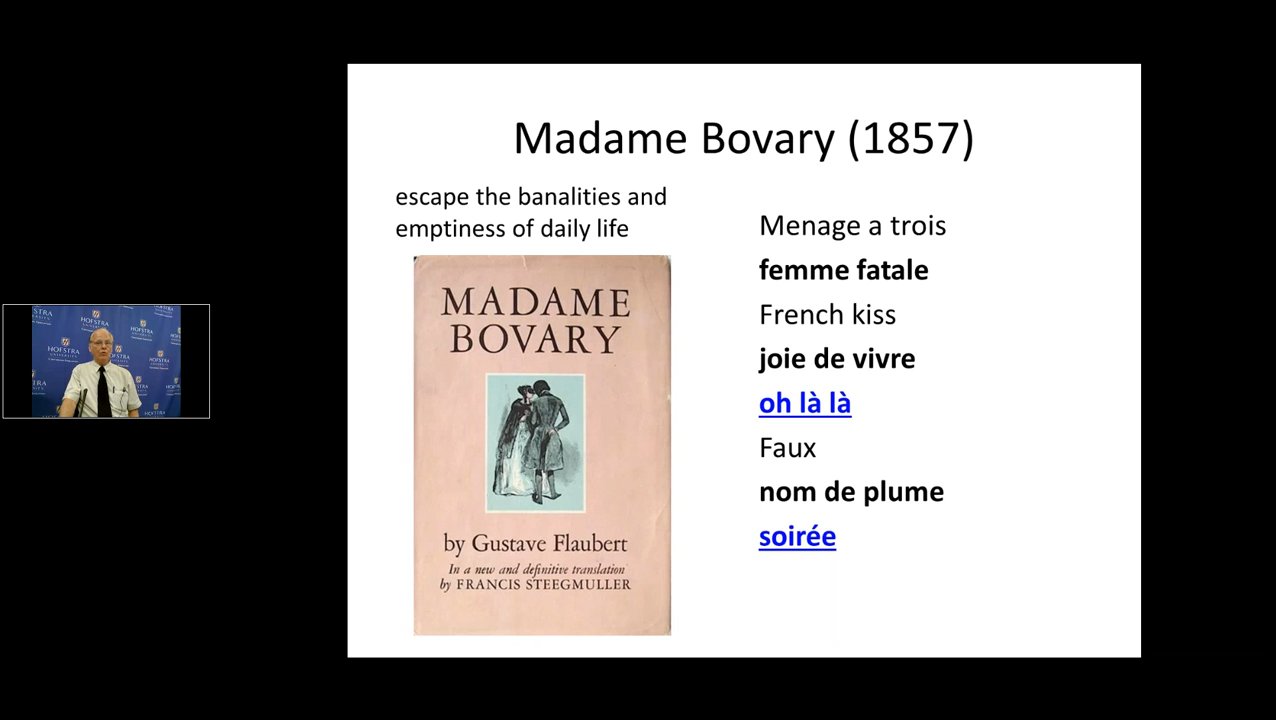 Madame Bovary (1857)
escape the banalities and
emptiness of daily life
MADAME
BOVARY
by Gustave Flaubert
In a new and definitive translation
by FRANCIS STEEGMULLER
Menage a trois
femme fatale
French kiss
joie de vivre
oh là là
Faux
nom de plume
soirée
HOFSTRA
UNIVERSITY